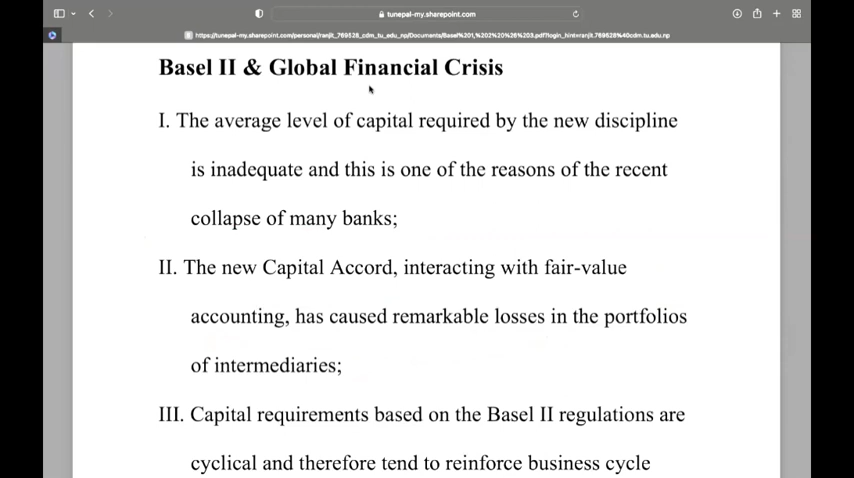 tunepal-my.sharepoint.com
Basel II & Global Financial Crisis
I. The average level of capital required by the new discipline
is inadequate and this is one of the reasons of the recent
collapse of many banks;
II. The new Capital Accord, interacting with fair-value
accounting, has caused remarkable losses in the portfolios
of intermediaries;
III. Capital requirements based on the Basel II regulations are
cyclical and therefore tend to reinforce business cycle